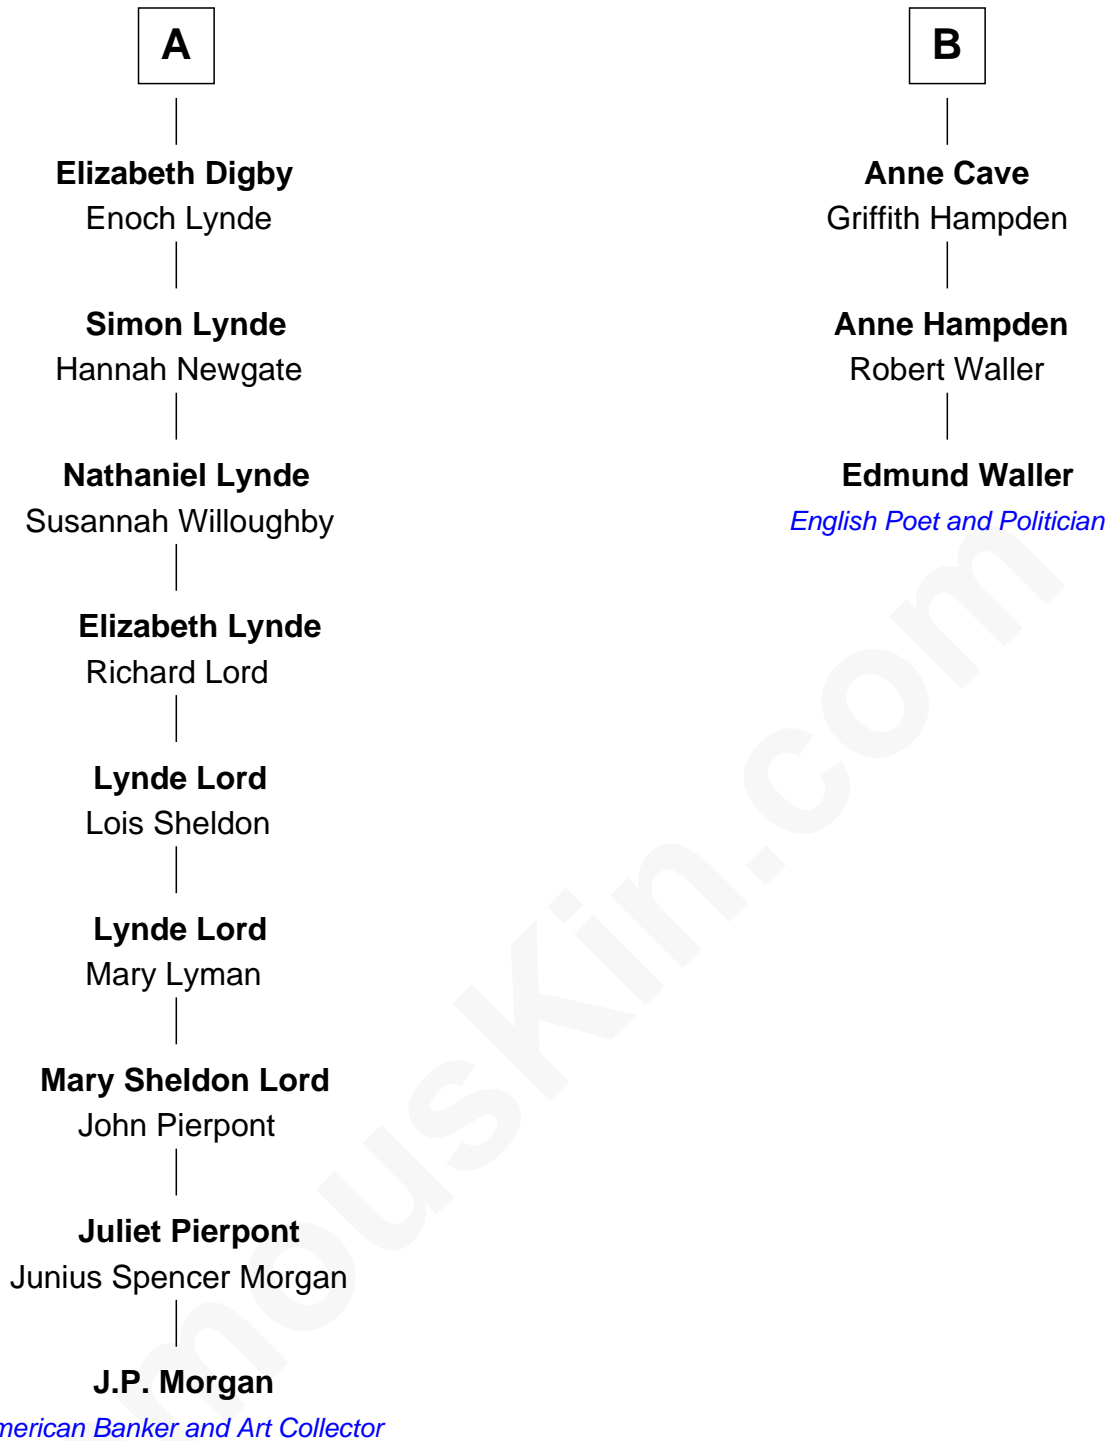 A
Elizabeth Digby
Enoch Lynde
Simon Lynde
Hannah Newgate
Nathaniel Lynde
Susannah Willoughby
Elizabeth Lynde
Richard Lord
Lynde Lord
Lois Sheldon
Lynde Lord
Mary Lyman
Mary Sheldon Lord
John Pierpont
Juliet Pierpont
Junius Spencer Morgan
J.P. Morgan
merican Banker and Art Collector
B
Anne Cave
Griffith Hampden
Anne Hampden
Robert Waller
Edmund Waller
English Poet and Politician
mouskin.com